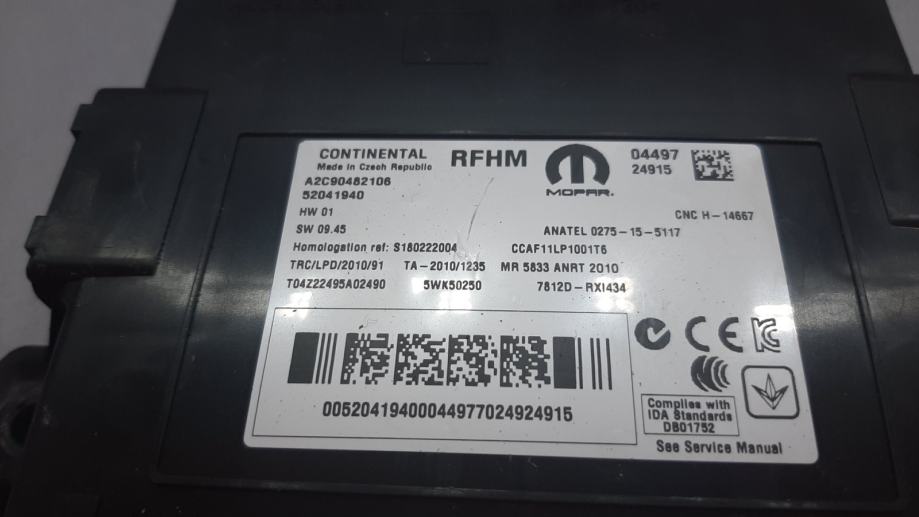 CONTINENTAL RFHM
Made in Czech Republic
MOPAR.
04497
24915
A2C90482106
52041940
HW 01
CNC H-14667
SW 09.45
ANATEL 0275-15-5117
Homologation ref: S180222004 CCAF11LP1001T6
TRC/LPD/2010/91 TA-2010/1235 MR 5833 ANRT 2010
T04Z22495A02490 5WK50250 7812D-RXI434
CE
00520419400044977024924915
Complies with
IDA Standards
DB01752
See Service Manual